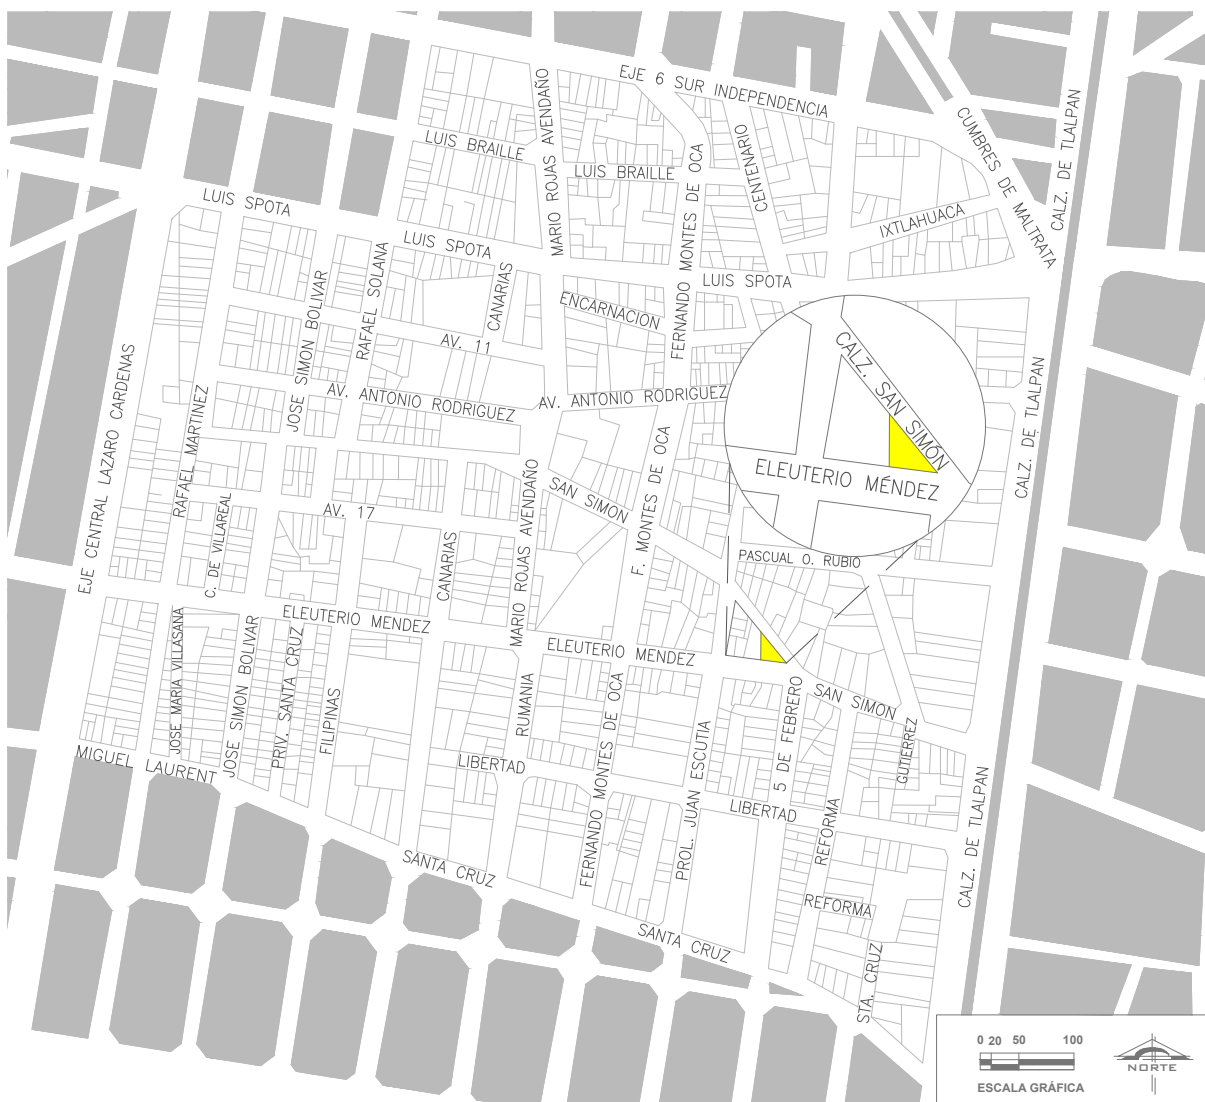 EJE 6 SUR INDEPENDENCIA
MARIO ROJAS AVENDAÑO
CUMBRES DE MALTRATA
CALZ. DE TLALPAN
LUIS BRAILLE
LUIS BRAILLE
FERNANDO MONTES DE OCA
CENTENARIO
LUIS SPOTA
IXTLAHUACA
LUIS SPOTA
LUIS SPOTA
CANARIAS
ENCARNACION
RAFAEL SOLANA
JOSE SIMON BOLIVAR
AV. 11
CALZ. SAN SIMÓN
ELEUTERIO MÉNDEZ
EJE CENTRAL LAZARO CARDENAS
RAFAEL MARTINEZ
AV. ANTONIO RODRIGUEZ
AV. ANTONIO RODRIGUEZ
CALZ. DE TLALPAN
F. MONTES DE OCA
SAN SIMON
MARIO ROJAS AVENDAÑO
AV. 17
C. DE VILLAREAL
CANARIAS
PASCUAL O. RUBIO
ELEUTERIO MENDEZ
ELEUTERIO MENDEZ
JOSE MARIA VILLASANA
JOSE SIMON BOLIVAR
PRIV. SANTA CRUZ
FILIPINAS
RUMANIA
FERNANDO MONTES DE OCA
PROL. JUAN ESCUTIA
5 DE FEBRERO
SAN SIMON
GUTIERREZ
MIGUEL LAURENT
LIBERTAD
LIBERTAD
REFORMA
CALZ. DE TLALPAN
SANTA CRUZ
REFORMA
SANTA CRUZ
STA. CRUZ
0 20 50 100
ESCALA GRÁFICA
NORTE